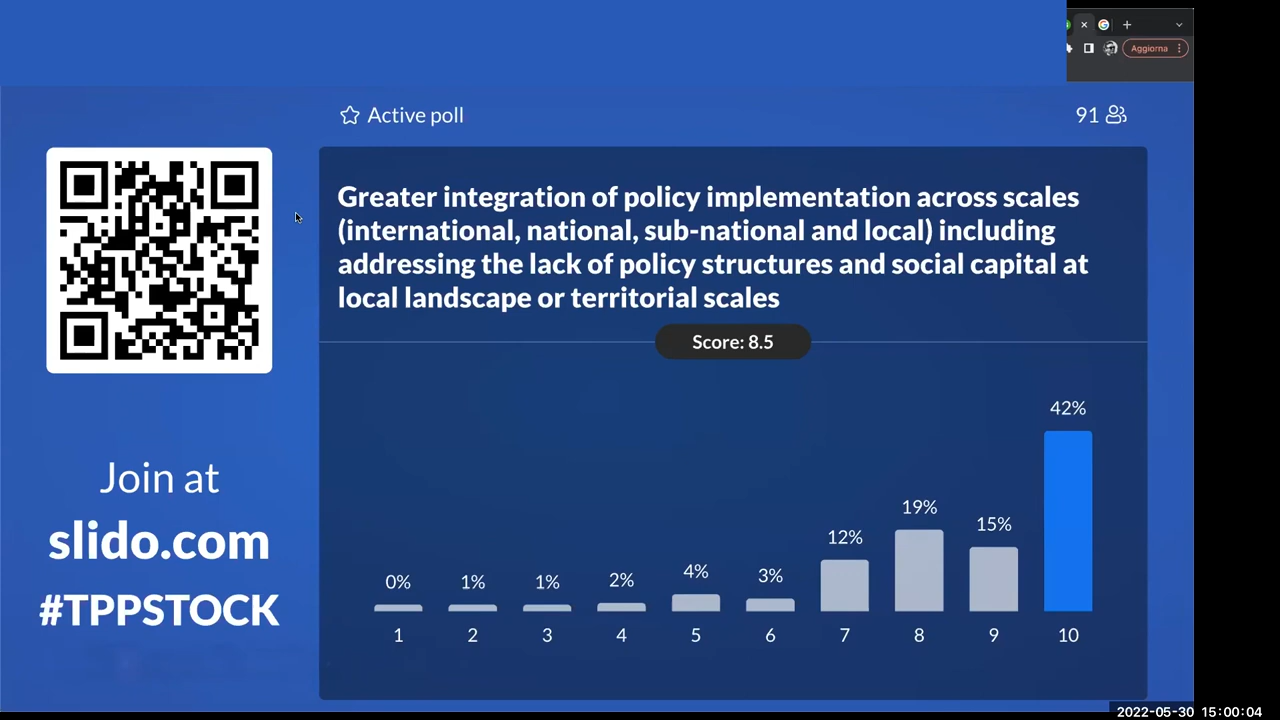 Aggiorna
Active poll
91
Greater integration of policy implementation across scales
(international, national, sub-national and local) including
addressing the lack of policy structures and social capital at
local landscape or territorial scales
Score: 8.5
42%
19%
15%
12%
0%
1%
1%
2%
4%
3%
1
2
3
4
5
6
7
8
9
10
Join at
slido.com
#TPPSTOCK
2022-05-30 15:00:04